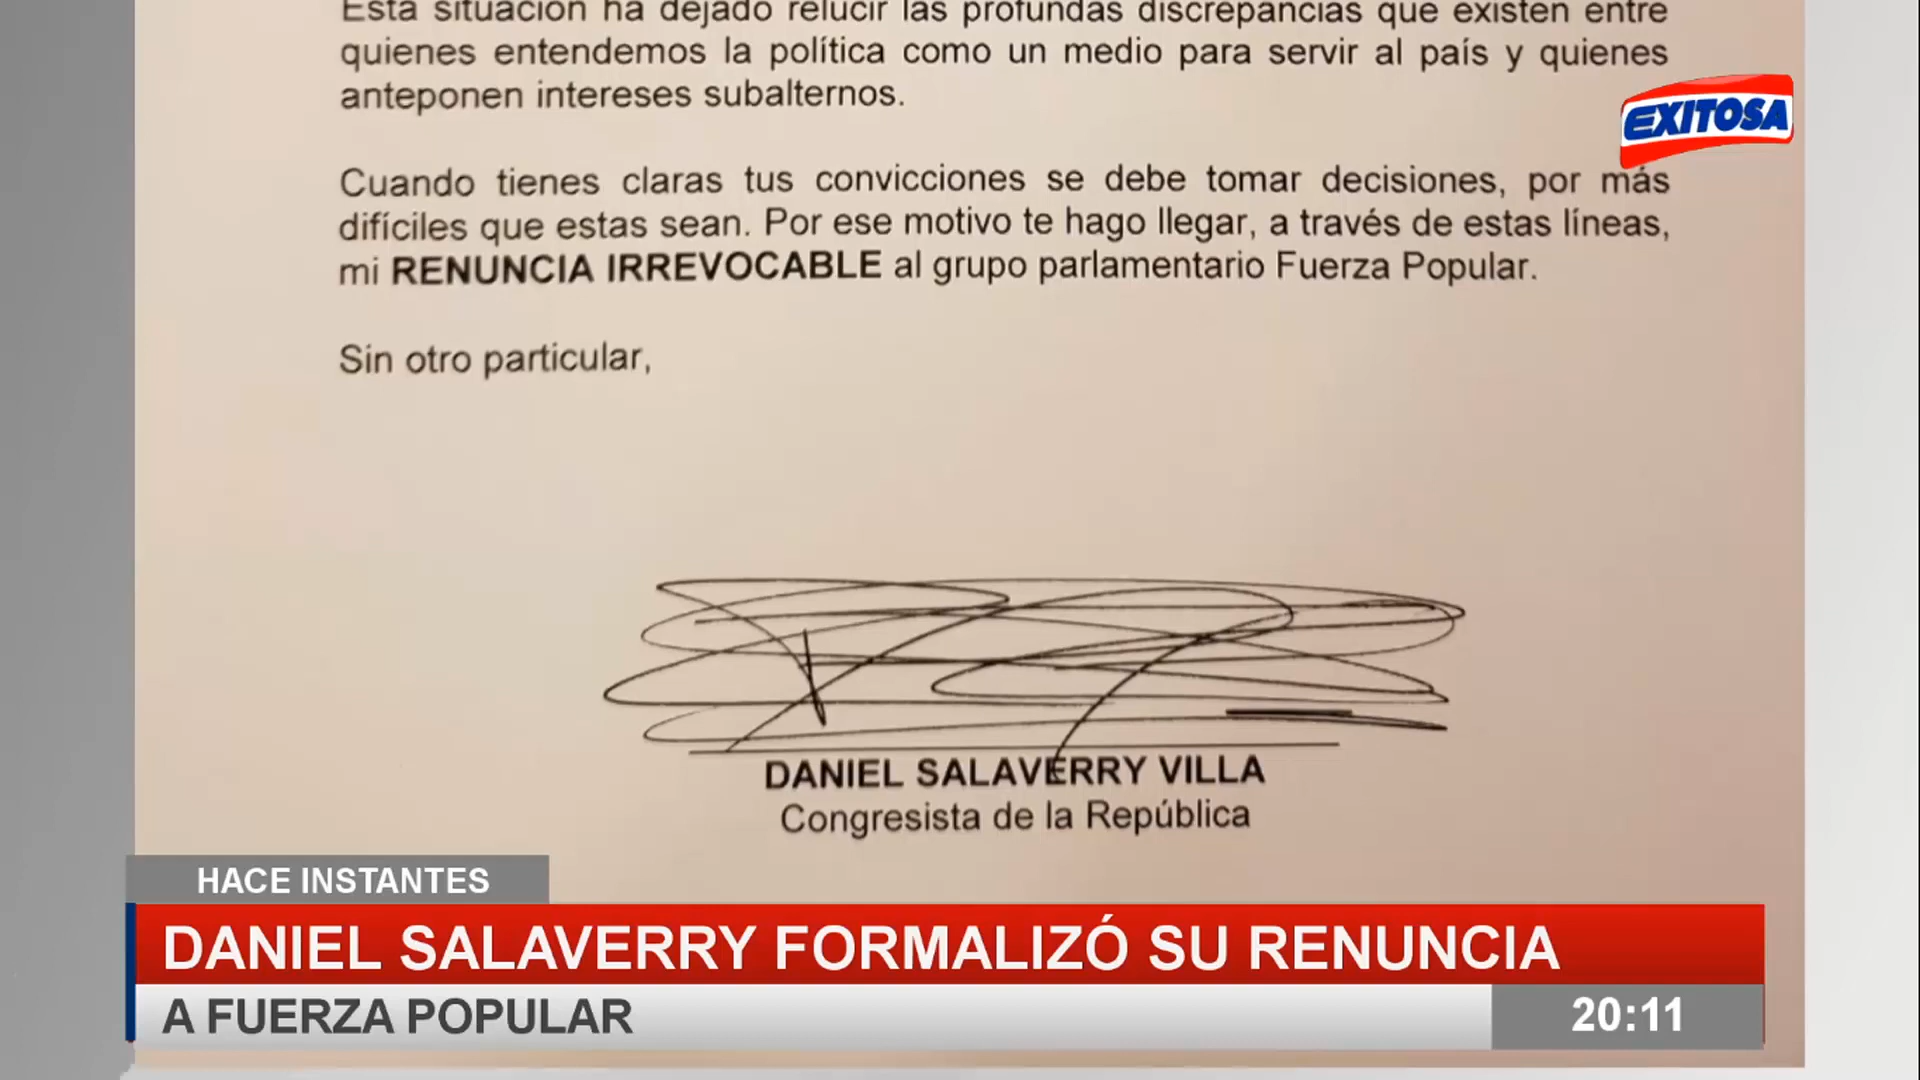 Esta situación ha dejado relucir las profundas discrepancias que existen entre
quienes entendemos la política como un medio para servir al país y quienes
anteponen intereses subalternos.
EXITOSA
Cuando tienes claras tus convicciones se debe tomar decisiones, por más
difíciles que estas sean. Por ese motivo te hago llegar, a través de estas líneas,
mi RENUNCIA IRREVOCABLE al grupo parlamentario Fuerza Popular.
Sin otro particular,
DANIEL SALAVERRY VILLA
Congresista de la República
HACE INSTANTES
DANIEL SALAVERRY FORMALIZÓ SU RENUNCIA
A FUERZA POPULAR
20:11